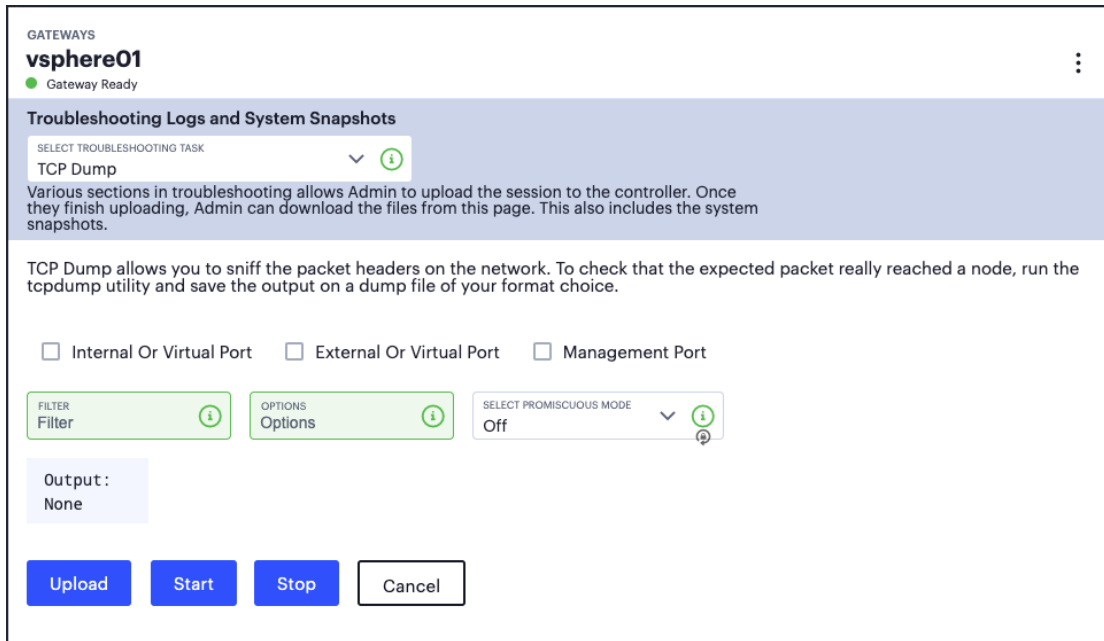 GATEWAYS
vsphere01
Gateway Ready
Troubleshooting Logs and System Snapshots
SELECT TROUBLESHOOTING TASK
TCP Dump
Various sections in troubleshooting allows Admin to upload the session to the controller. Once
they finish uploading, Admin can download the files from this page. This also includes the system
snapshots.
TCP Dump allows you to sniff the packet headers on the network. To check that the expected packet really reached a node, run the
tcpdump utility and save the output on a dump file of your format choice.
Internal Or Virtual Port External Or Virtual Port Management Port
FILTER OPTIONS SELECT PROMISCUOUS MODE
Filter Options Off
Output:
None
Upload Start Stop Cancel